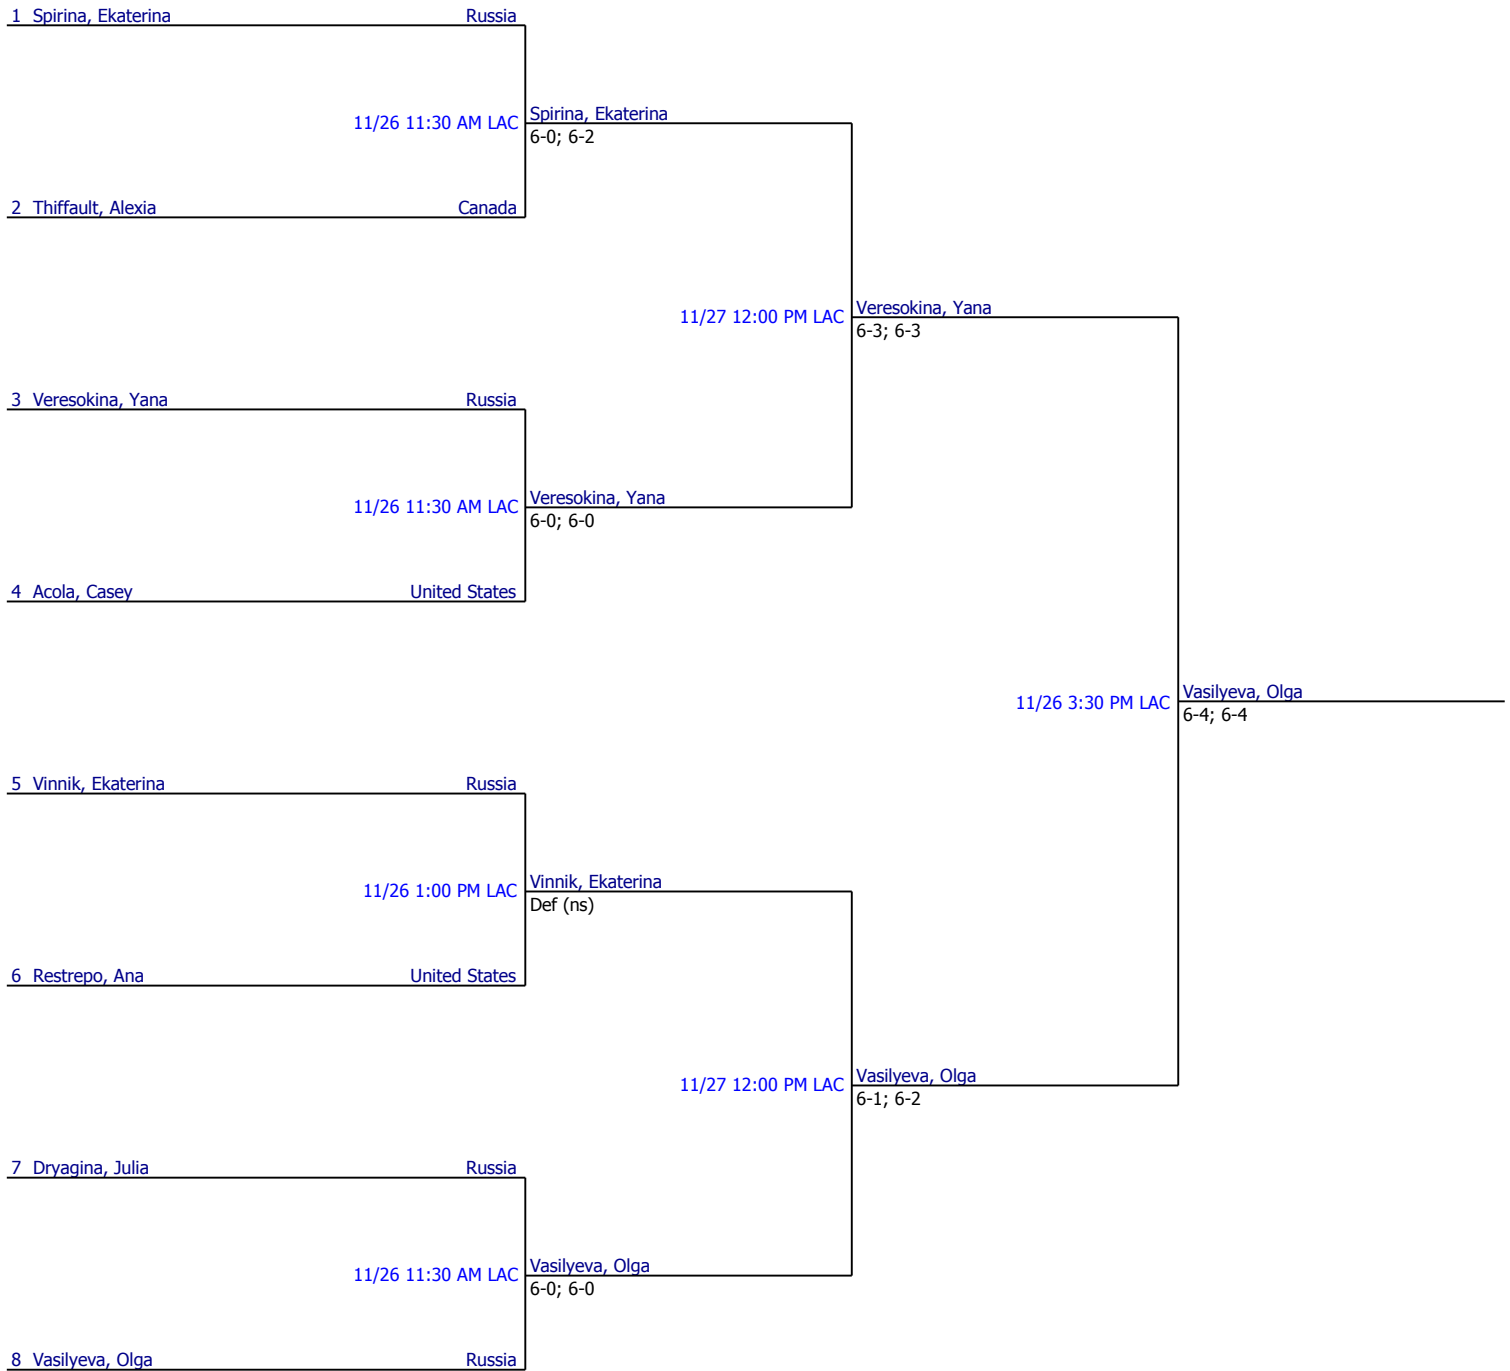 1 Spirina, Ekaterina Russia
11/26 11:30 AM LAC
Spirina, Ekaterina
6-0; 6-2
2 Thiffault, Alexia Canada
11/27 12:00 PM LAC
Veresokina, Yana
6-3; 6-3
3 Veresokina, Yana Russia
11/26 11:30 AM LAC
Veresokina, Yana
6-0; 6-0
4 Acola, Casey United States
11/26 3:30 PM LAC
Vasilyeva, Olga
6-4; 6-4
5 Vinnik, Ekaterina Russia
11/26 1:00 PM LAC
Vinnik, Ekaterina
Def (ns)
6 Restrepo, Ana United States
11/27 12:00 PM LAC
Vasilyeva, Olga
6-1; 6-2
7 Dryagina, Julia Russia
11/26 11:30 AM LAC
Vasilyeva, Olga
6-0; 6-0
8 Vasilyeva, Olga Russia